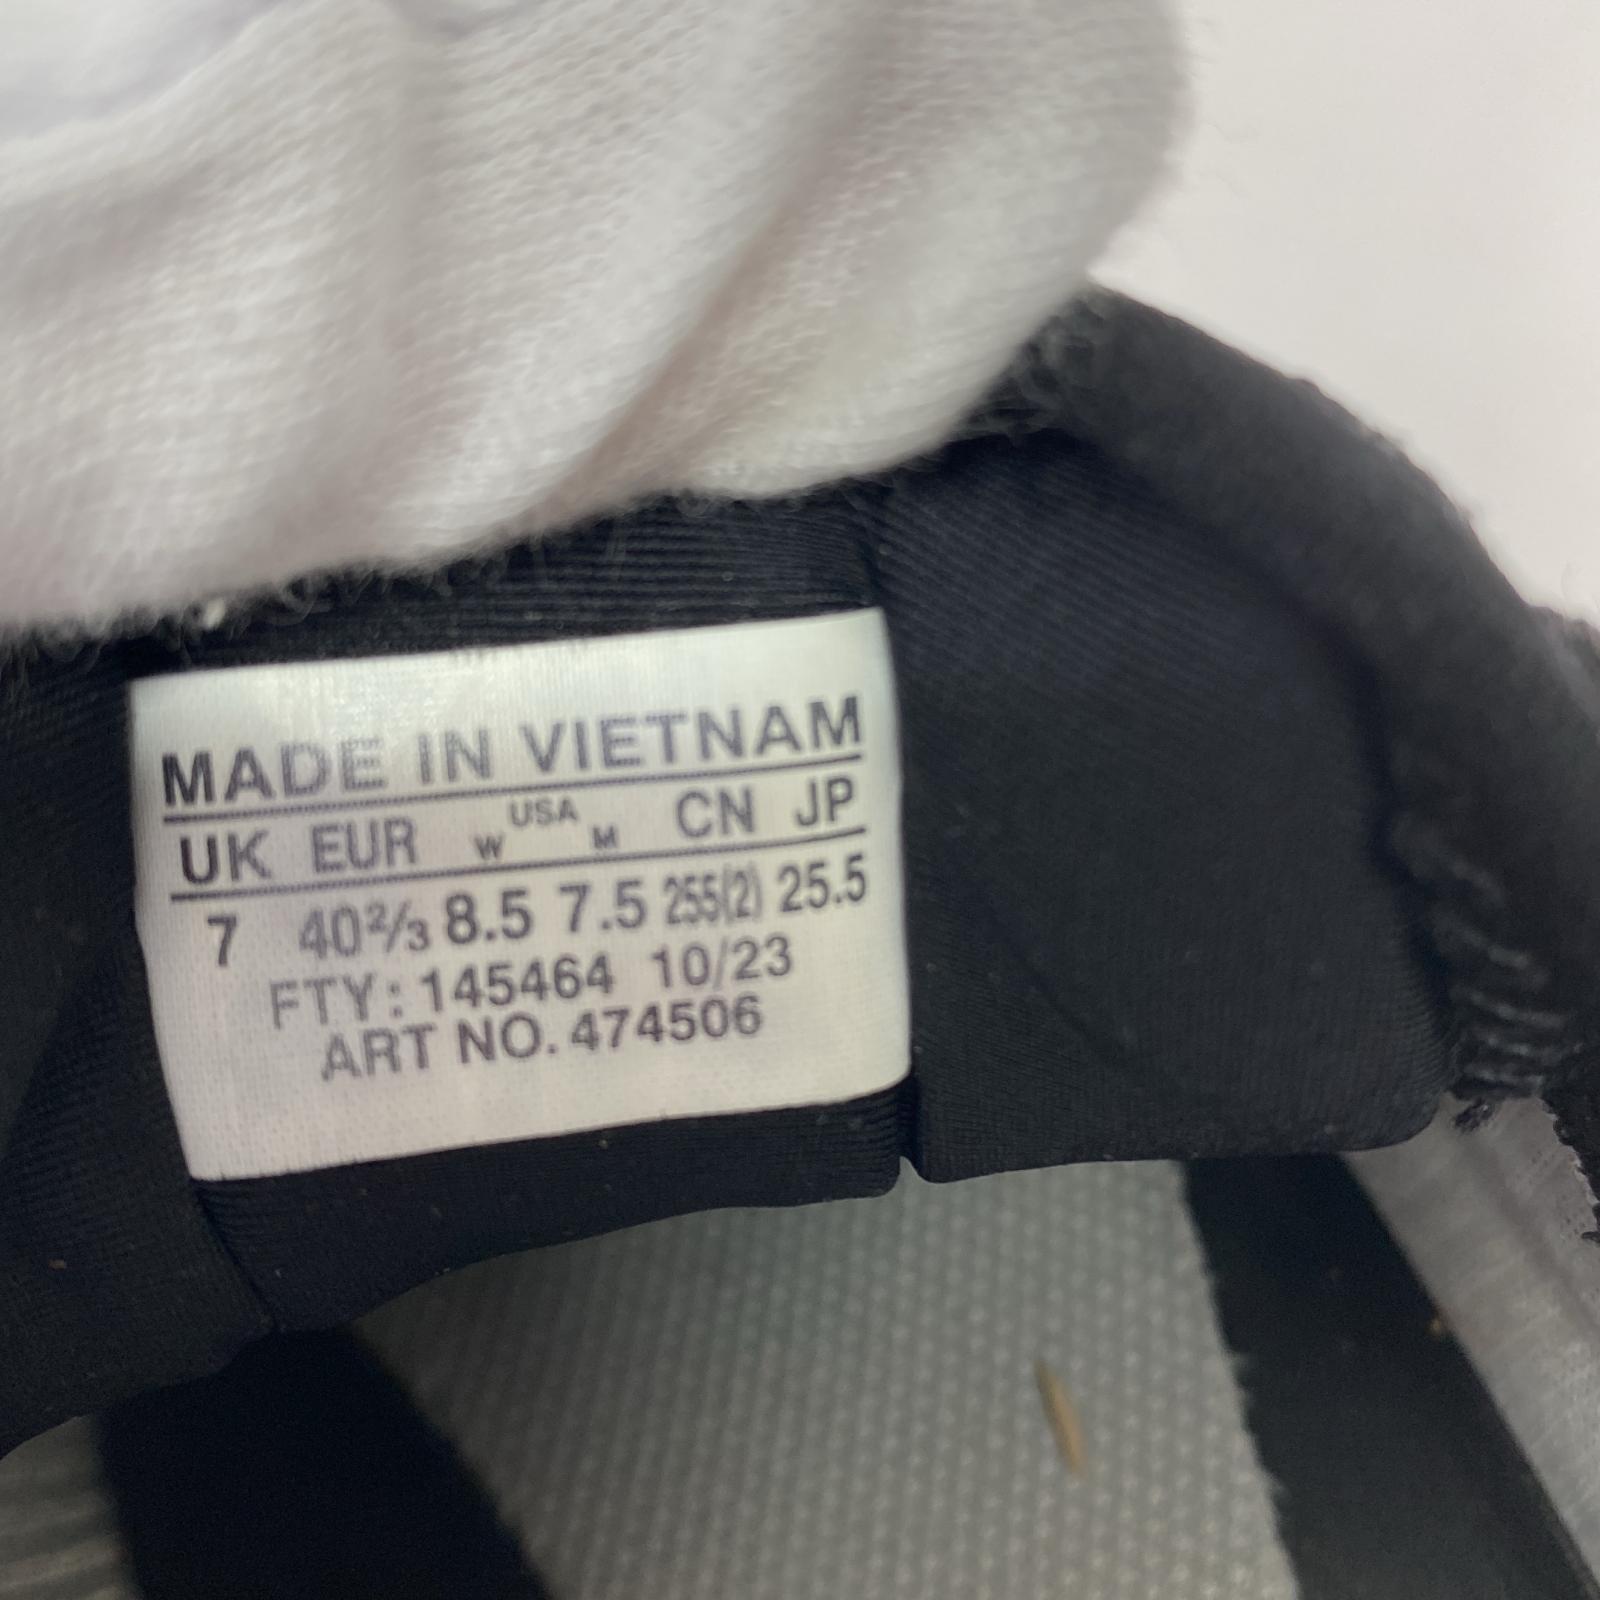 MADE IN VIETNAM
UK EUR USA W M CN JP
7 40⅔ 8.5 7.5 255(2) 25.5
FTY: 145464 10/23
ART NO. 474506